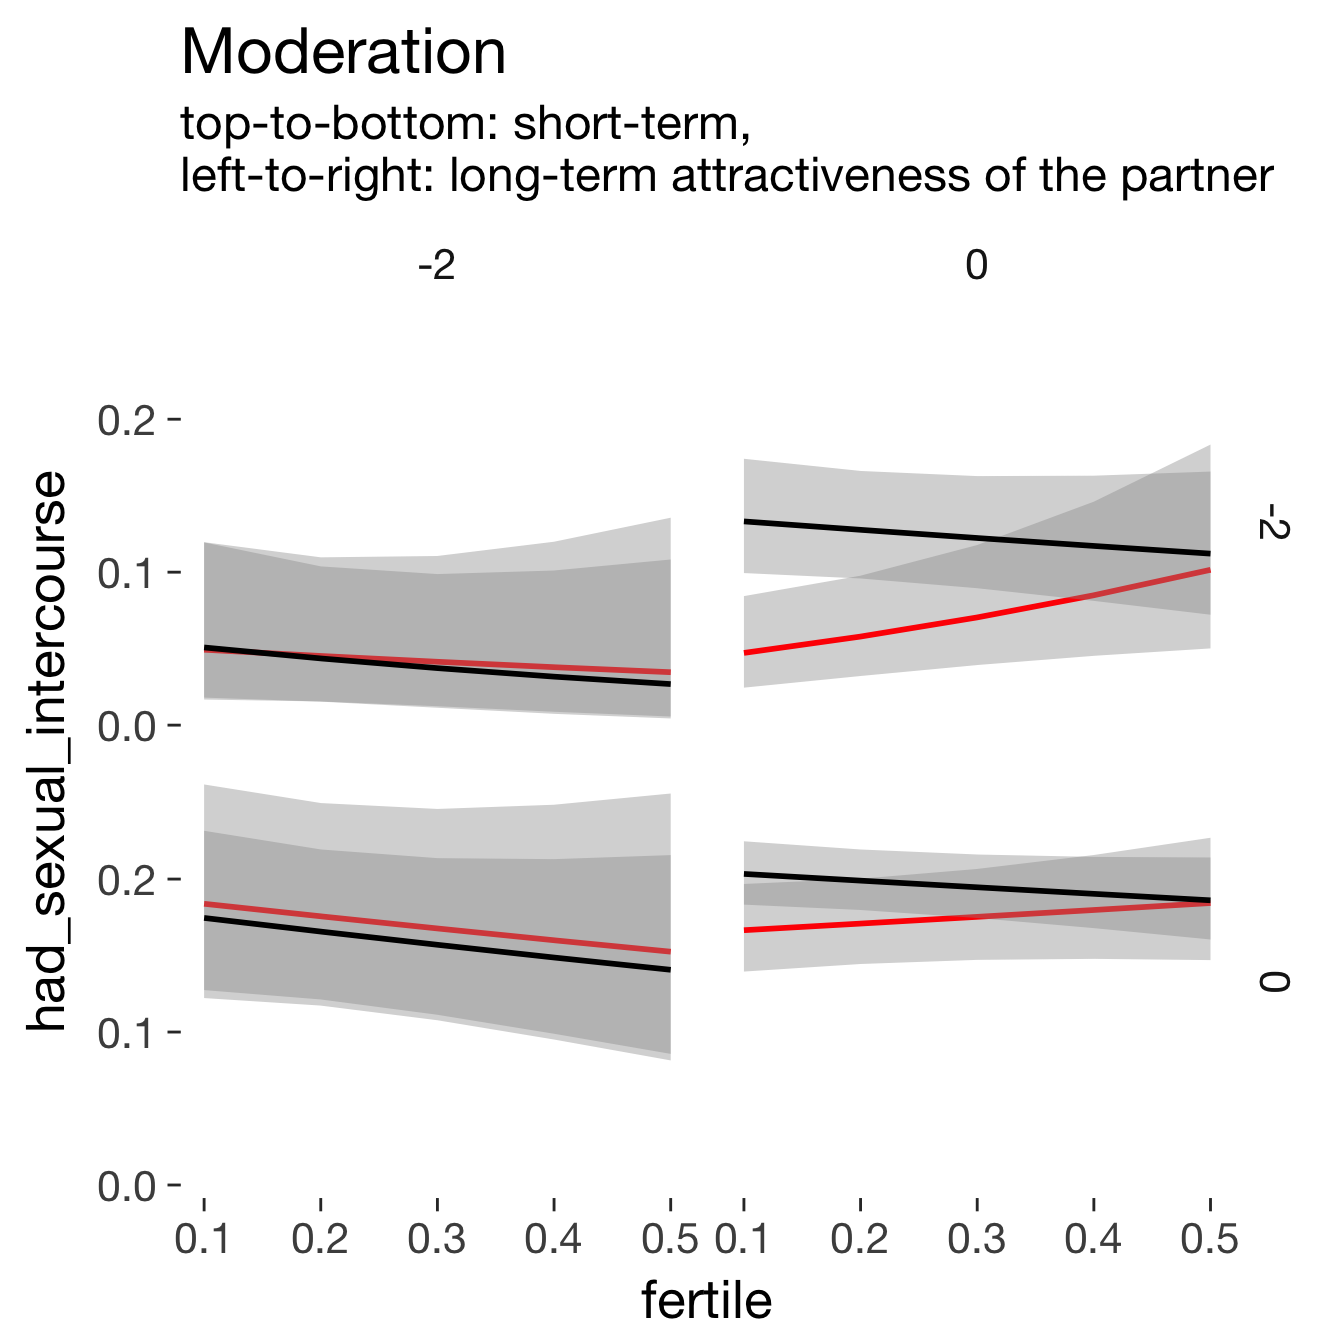 Moderation
top-to-bottom: short-term,
left-to-right: long-term attractiveness of the partner
-2 0
0.2
0.1
0.0
-2
0.2
0.1
0.0
0
had_sexual_intercourse
0.1 0.2 0.3 0.4 0.5 0.1 0.2 0.3 0.4 0.5
fertile